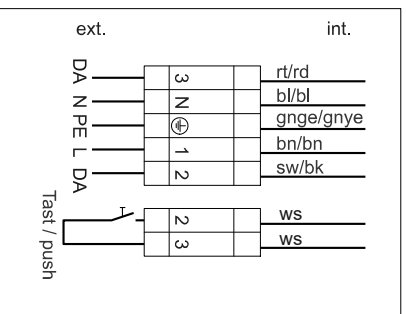 ext. int.
DA 3 rt/rd
N N bl/bl
PE gnge/gnye
L 1 bn/bn
DA 2 sw/bk
Tast / push
2 ws
3 ws